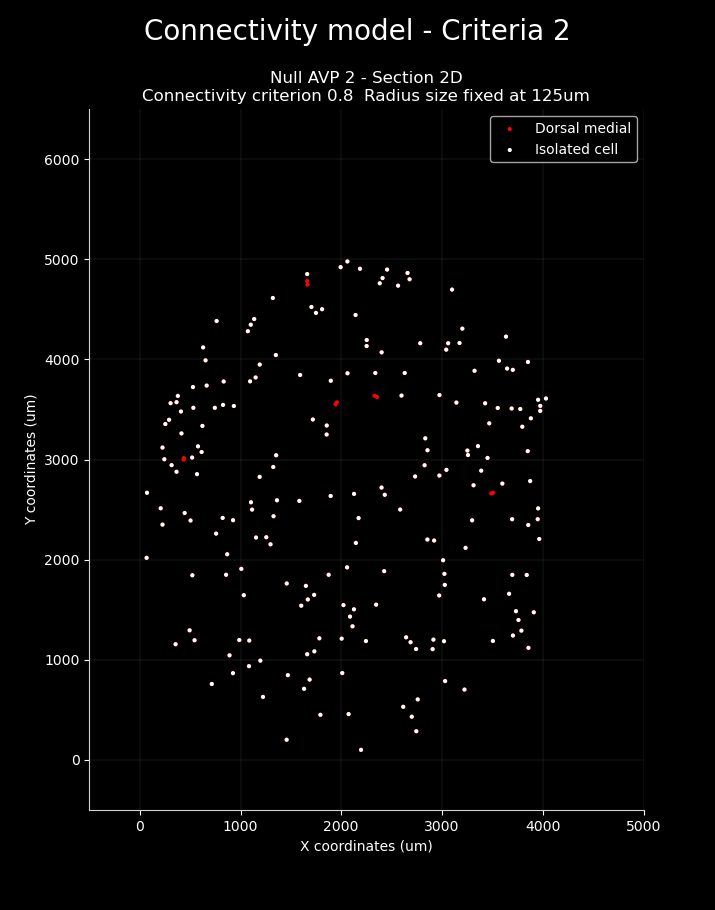 Connectivity model - Criteria 2
Null AVP 2 - Section 2D
Connectivity criterion 0.8  Radius size fixed at 125um
Dorsal medial
Isolated cell
6000
5000
4000
3000
2000
1000
0
Y coordinates (um)
0 1000 2000 3000 4000 5000
X coordinates (um)